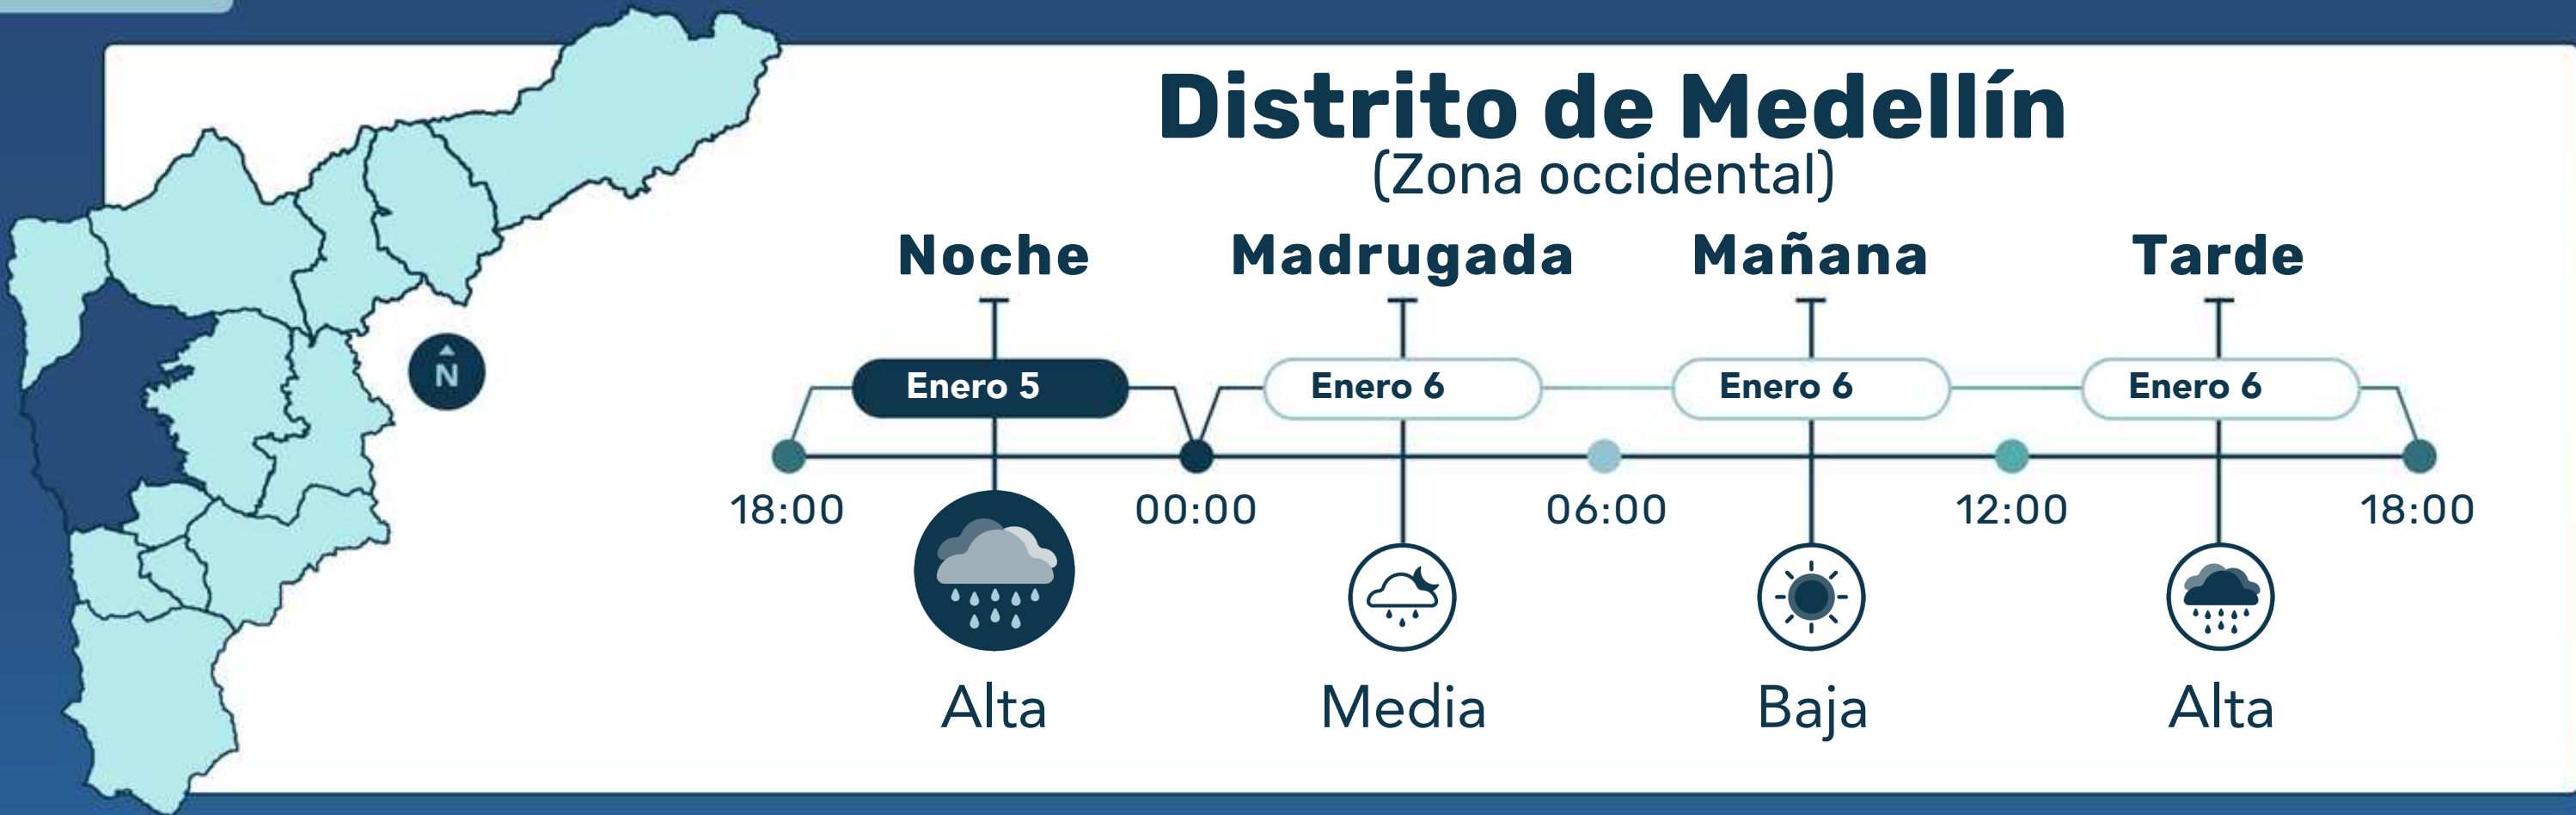 Distrito de Medellín
(Zona occidental)
Noche Madrugada Mañana Tarde
Enero 5 Enero 6 Enero 6 Enero 6
N
18:00 00:00 06:00 12:00 18:00
Alta Media Baja Alta